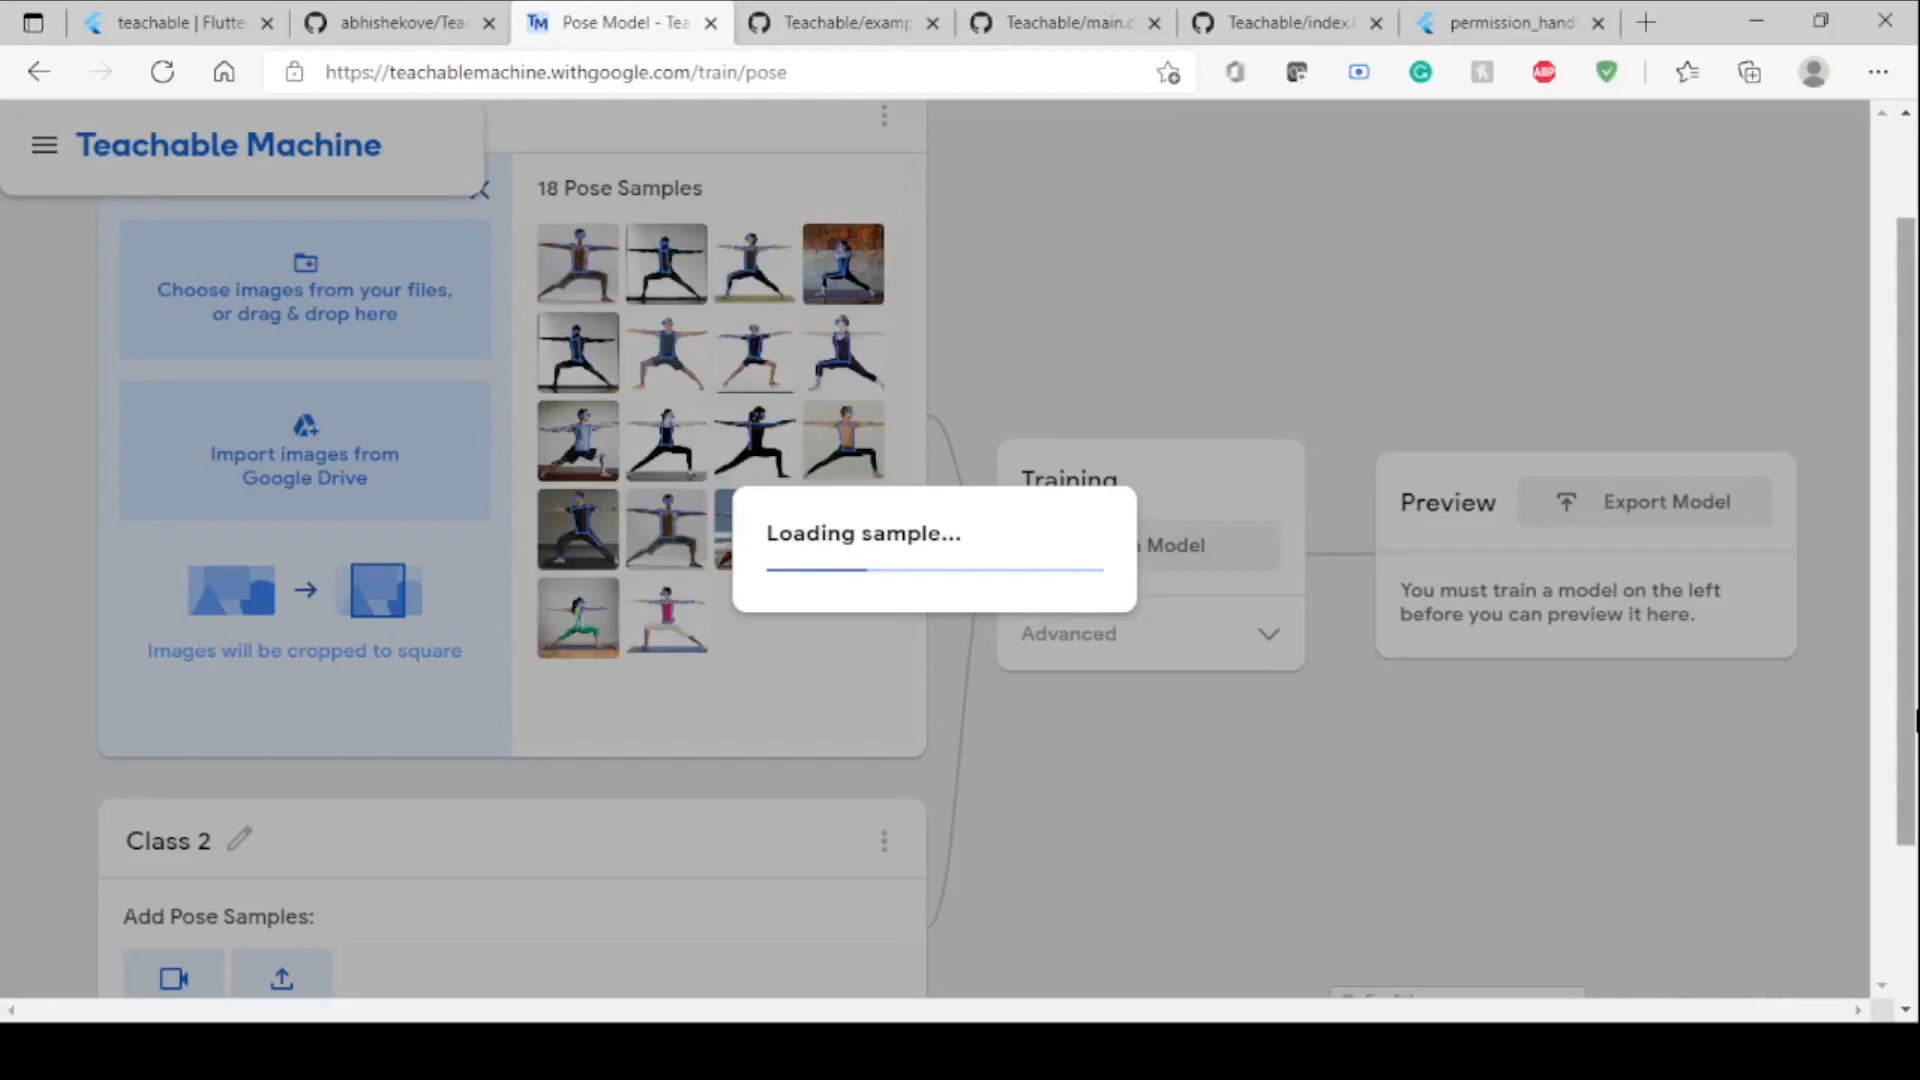 teachable | Flutte
abhishekove/Teac
TM Pose Model - Tea
Teachable/examp
Teachable/main.c
Teachable/index.
permission_hand
https://teachablemachine.withgoogle.com/train/pose
ABP
Teachable Machine
18 Pose Samples
Choose images from your files,
or drag & drop here
Import images from
Google Drive
Images will be cropped to square
Training
Model
Advanced
Loading sample...
Preview
Export Model
You must train a model on the left
before you can preview it here.
Class 2
Add Pose Samples: